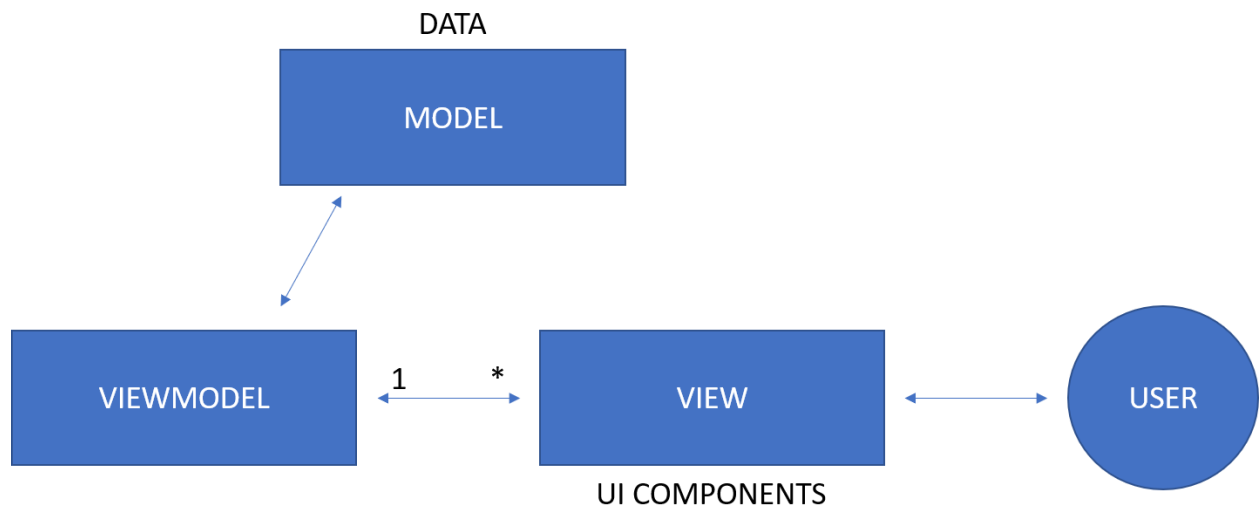 DATA
MODEL
VIEWMODEL
1 *
VIEW
USER
UI COMPONENTS